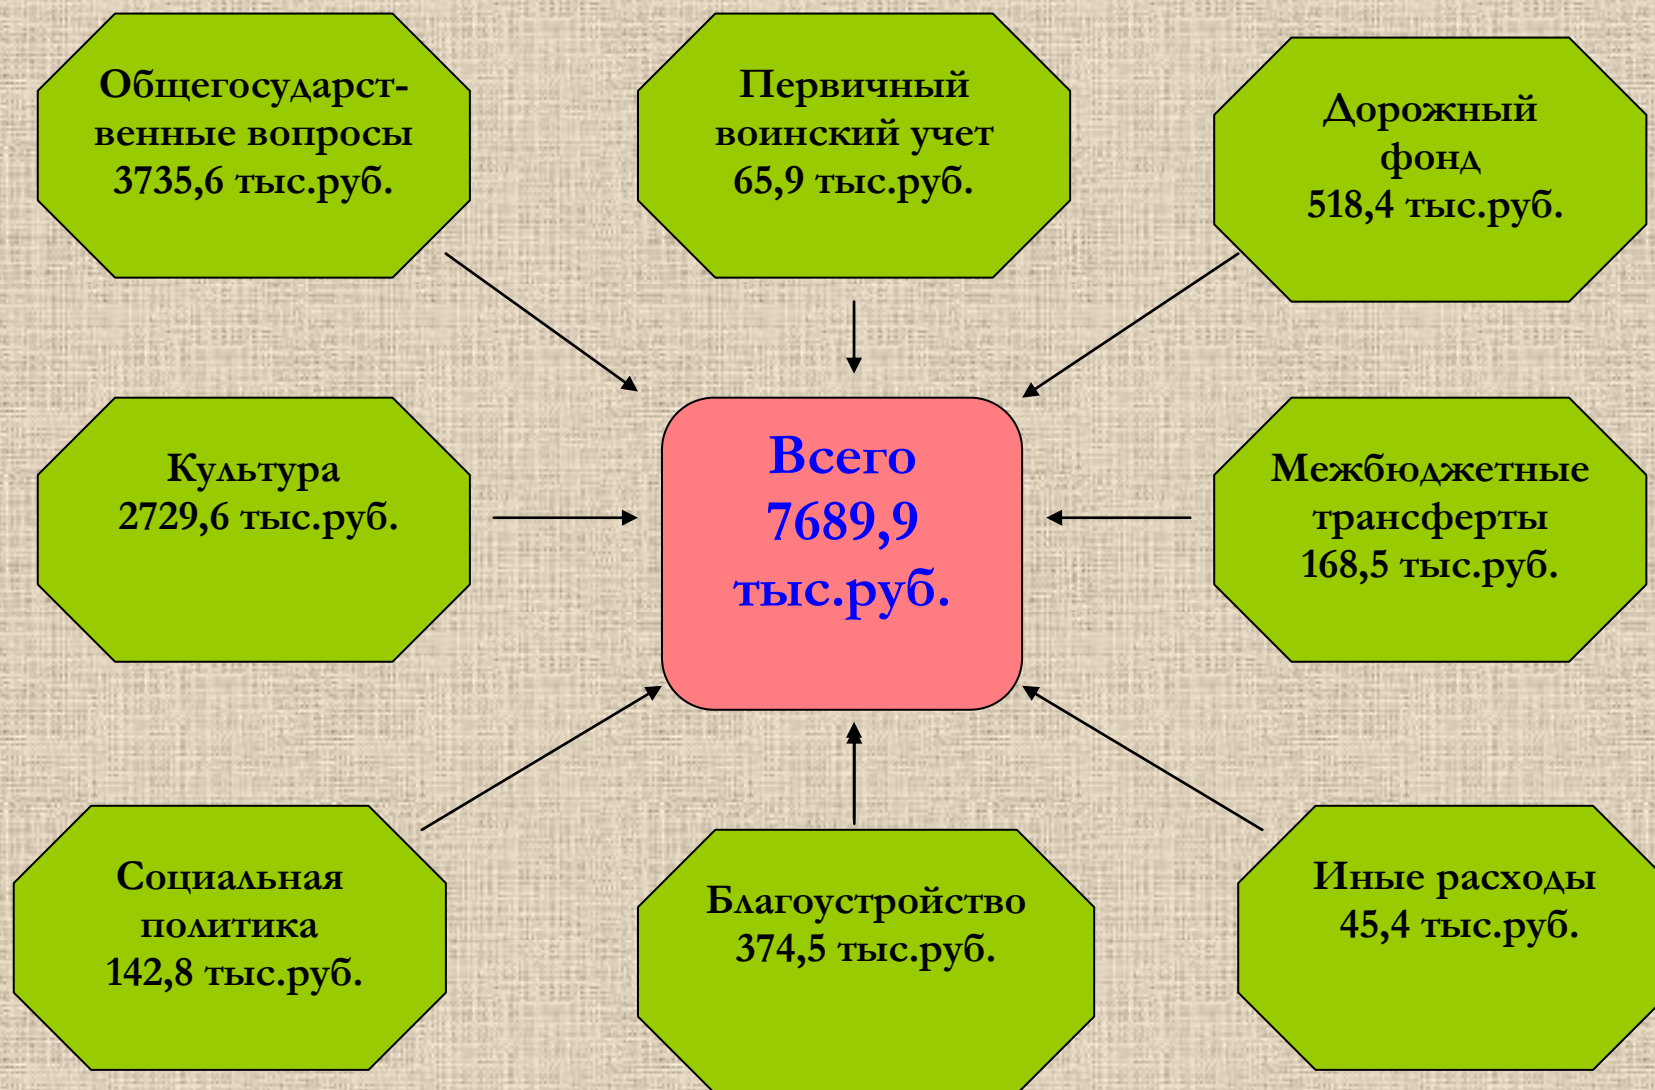 Общегосударст-
венные вопросы
3735,6 тыс.руб.
Первичный
воинский учет
65,9 тыс.руб.
Дорожный
фонд
518,4 тыс.руб.
Культура
2729,6 тыс.руб.
Всего
7689,9
тыс.руб.
Межбюджетные
трансферты
168,5 тыс.руб.
Социальная
политика
142,8 тыс.руб.
Благоустройство
374,5 тыс.руб.
Иные расходы
45,4 тыс.руб.